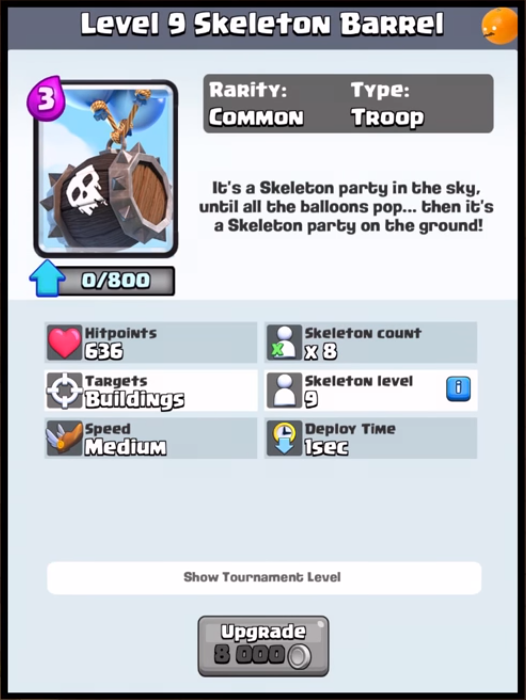 Level 9 Skeleton Barrel
3
Rarity:
Common
Type:
Troop
It's a Skeleton party in the sky,
until all the balloons pop... then it's
a Skeleton party on the ground!
0/800
Hitpoints
636
Skeleton count
x 8
Targets
Buildings
Skeleton level
9
i
Speed
Medium
Deploy Time
1sec
Show Tournament Level
Upgrade
8 000